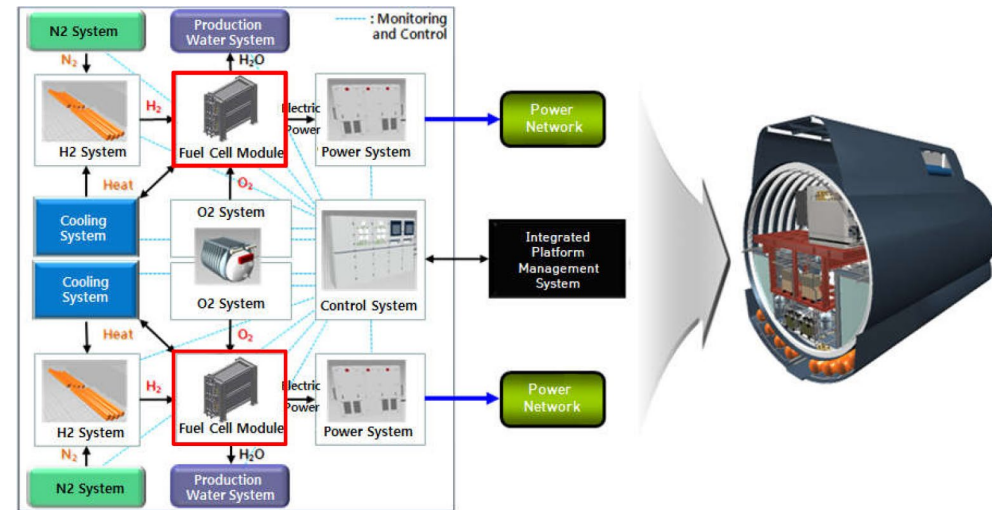 N2 System
Production
Water System
- : Monitoring
and Control
N₂
H₂O
H₂
Electric
Power
H2 System
Fuel Cell Module
Power System
Power
Network
Heat
O₂
Cooling
System
O2 System
Integrated
Platform
Management
System
Cooling
System
O2 System
Control System
Heat
O₂
H₂
Electric
Power
H2 System
Fuel Cell Module
Power System
Power
Network
N₂
H₂O
N2 System
Production
Water System